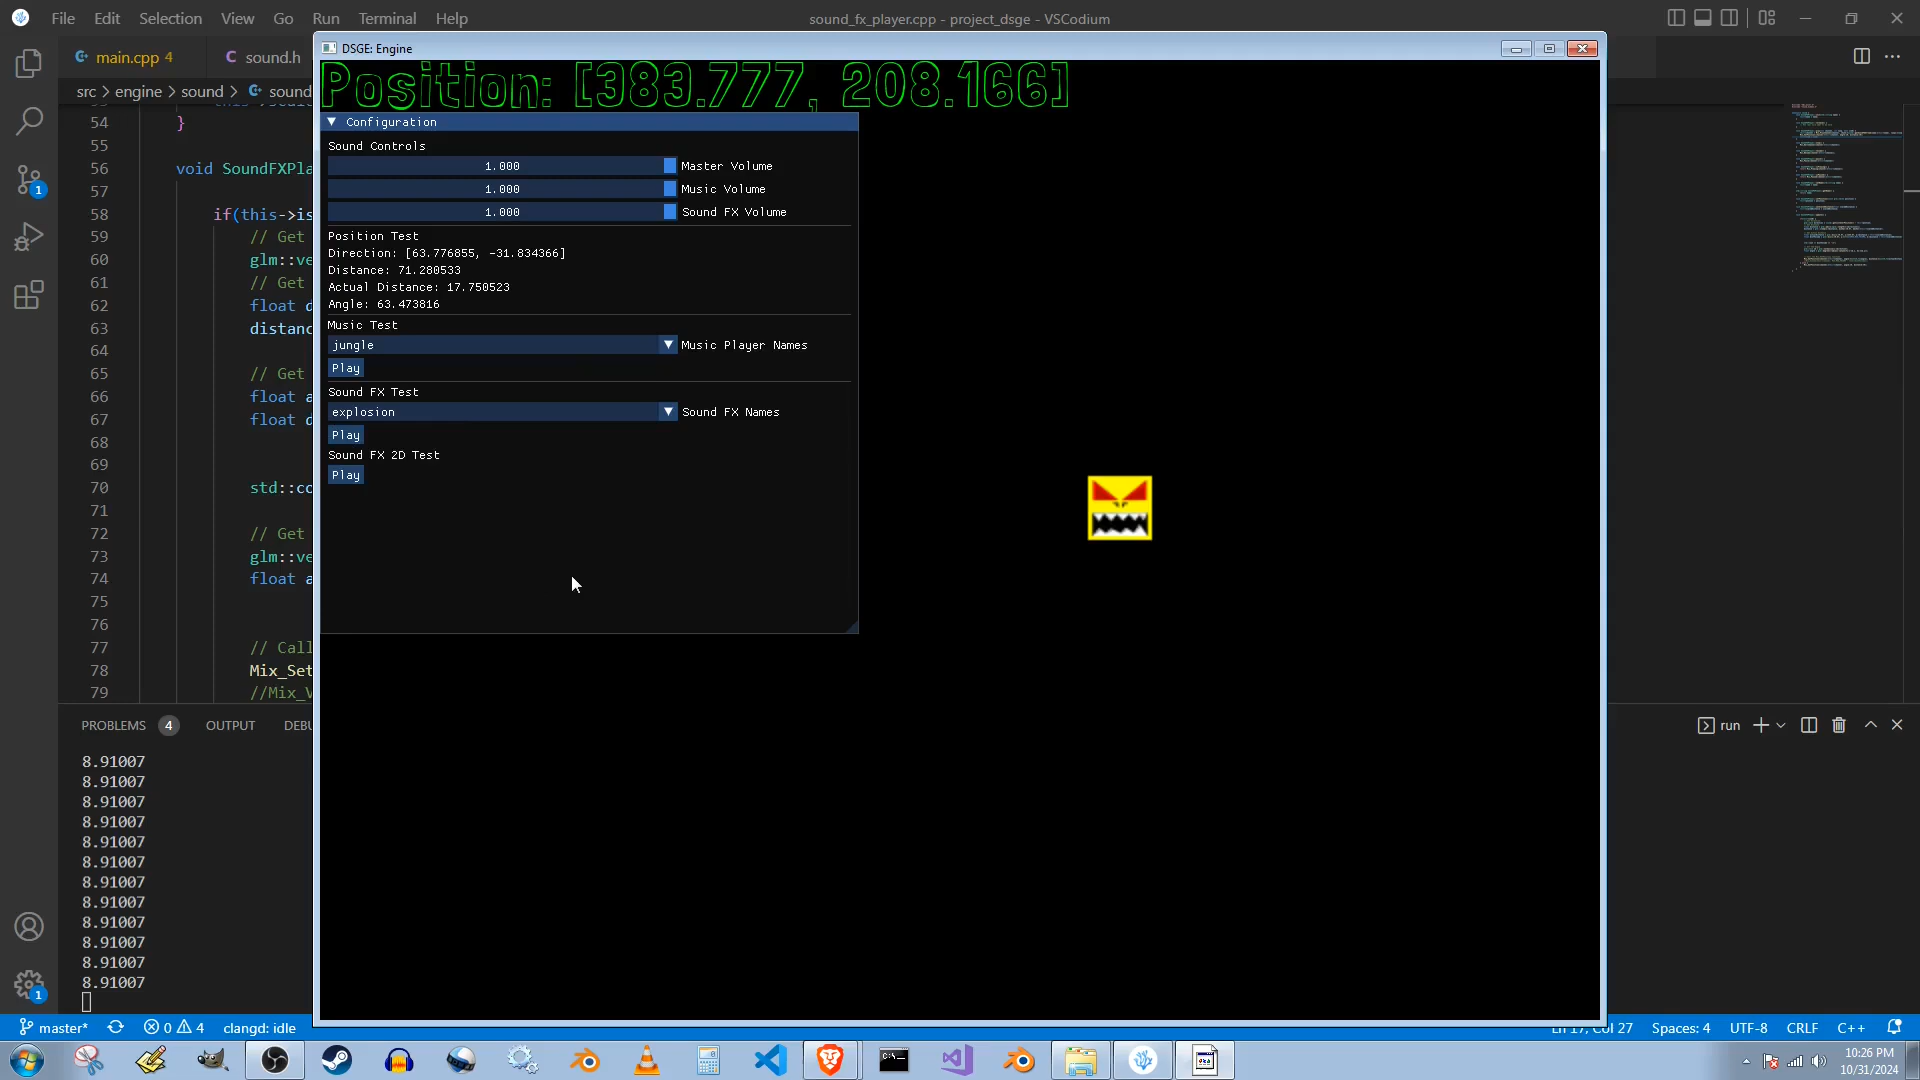 File Edit Selection View Go Run Terminal Help
sound_fx_player.cpp - project_dsge - VSCodium
main.cpp 4
sound.h
DSGE: Engine
src > engine > sound > sound
Position: [383.777, 208.166]
Configuration
Sound Controls
1.000 Master Volume
1.000 Music Volume
1.000 Sound FX Volume
Position Test
Direction: [63.776855, -31.834366]
Distance: 71.280533
Actual Distance: 17.750523
Angle: 63.473816
Music Test
jungle Music Player Names
Play
Sound FX Test
explosion Sound FX Names
Play
Sound FX 2D Test
Play
54 }
55
56 void SoundFXPla
57
58 if(this->is
59 // Get
60 glm::ve
61 // Get
62 float d
63 distanc
64
65 // Get
66 float a
67 float d
68
69
70 std::co
71
72 // Get
73 glm::ve
74 float a
75
76
77 // Call
78 Mix_Set
79 //Mix_V
PROBLEMS 4 OUTPUT DEBU
run
8.91007
8.91007
8.91007
8.91007
8.91007
8.91007
8.91007
8.91007
8.91007
8.91007
8.91007
8.91007
master* 0 4 clangd: idle
Ln 17, Col 27 Spaces: 4 UTF-8 CRLF C++
10:26 PM
10/31/2024